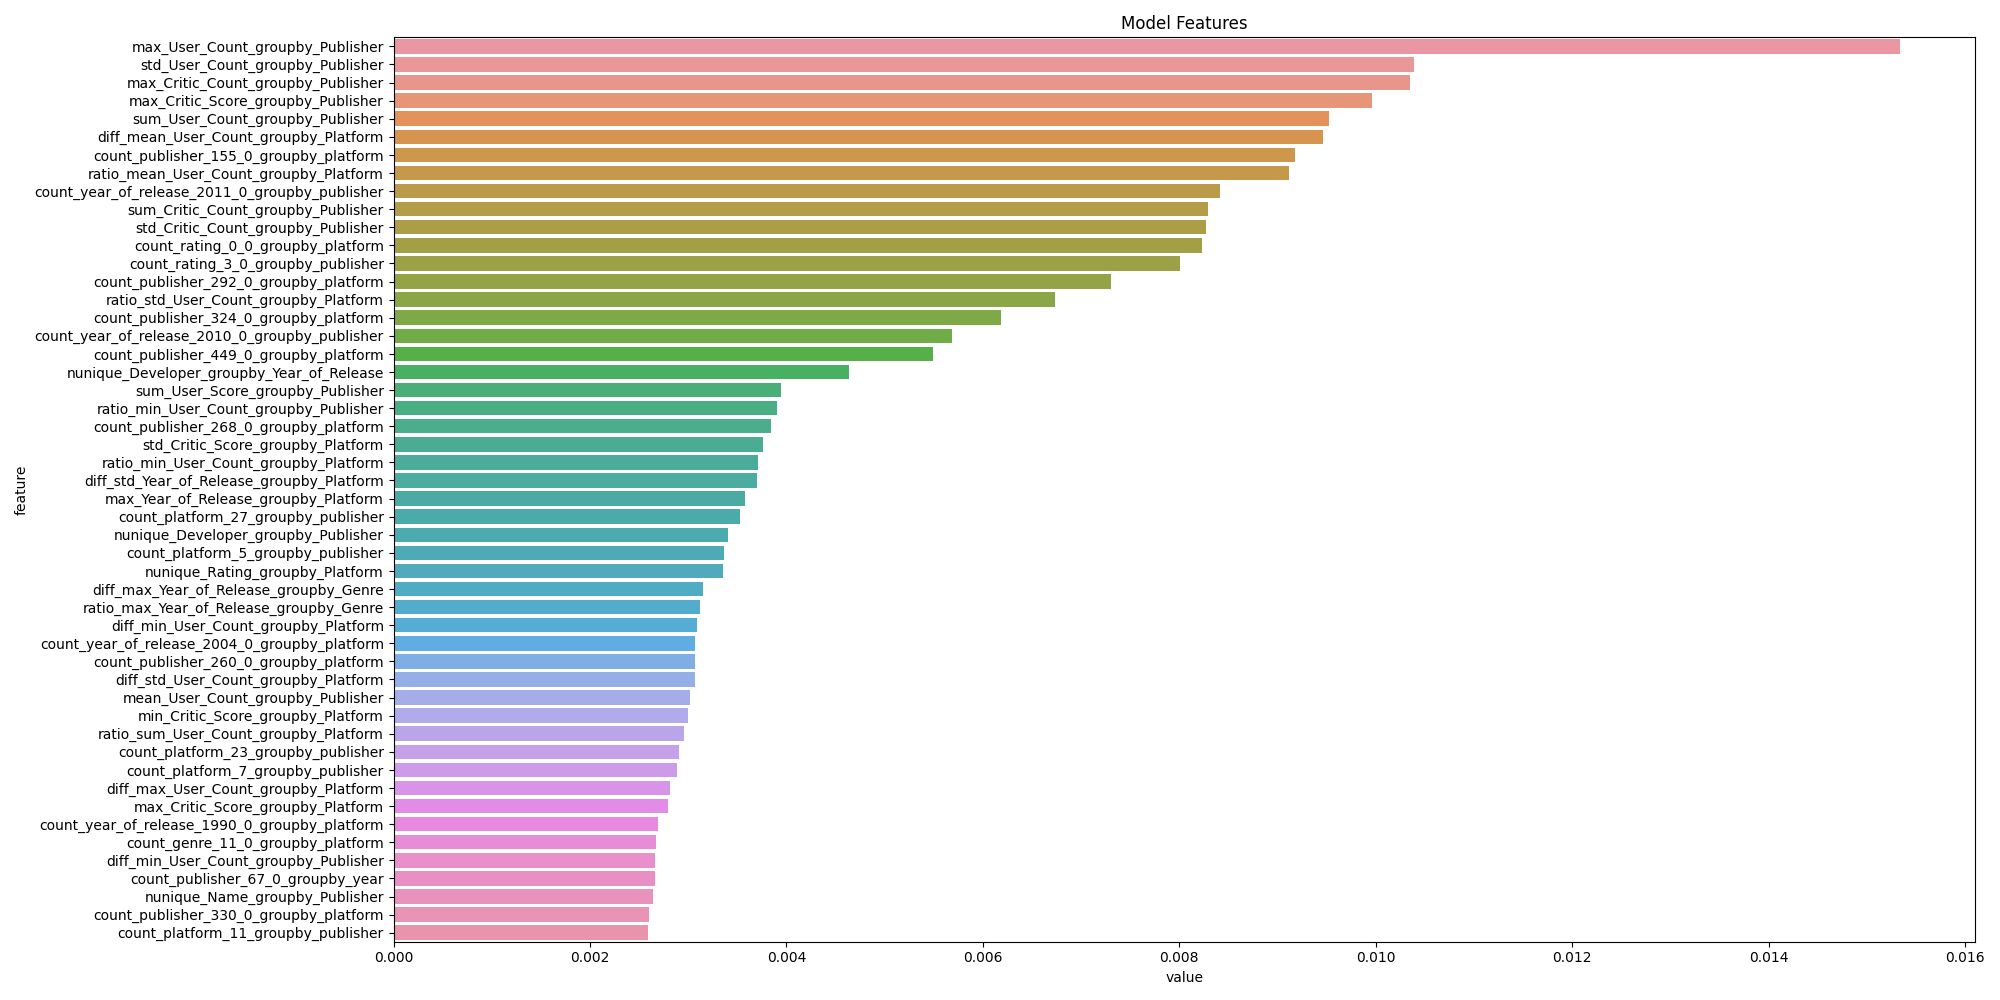 Model Features
max_User_Count_groupby_Publisher
std_User_Count_groupby_Publisher
max_Critic_Count_groupby_Publisher
max_Critic_Score_groupby_Publisher
sum_User_Count_groupby_Publisher
diff_mean_User_Count_groupby_Platform
count_publisher_155_0_groupby_platform
ratio_mean_User_Count_groupby_Platform
count_year_of_release_2011_0_groupby_publisher
sum_Critic_Count_groupby_Publisher
std_Critic_Count_groupby_Publisher
count_rating_0_0_groupby_platform
count_rating_3_0_groupby_publisher
count_publisher_292_0_groupby_platform
ratio_std_User_Count_groupby_Platform
count_publisher_324_0_groupby_platform
count_year_of_release_2010_0_groupby_publisher
count_publisher_449_0_groupby_platform
nunique_Developer_groupby_Year_of_Release
sum_User_Score_groupby_Publisher
ratio_min_User_Count_groupby_Publisher
count_publisher_268_0_groupby_platform
std_Critic_Score_groupby_Platform
ratio_min_User_Count_groupby_Platform
diff_std_Year_of_Release_groupby_Platform
max_Year_of_Release_groupby_Platform
count_platform_27_groupby_publisher
nunique_Developer_groupby_Publisher
count_platform_5_groupby_publisher
nunique_Rating_groupby_Platform
diff_max_Year_of_Release_groupby_Genre
ratio_max_Year_of_Release_groupby_Genre
diff_min_User_Count_groupby_Platform
count_year_of_release_2004_0_groupby_platform
count_publisher_260_0_groupby_platform
diff_std_User_Count_groupby_Platform
mean_User_Count_groupby_Publisher
min_Critic_Score_groupby_Platform
ratio_sum_User_Count_groupby_Platform
count_platform_23_groupby_publisher
count_platform_7_groupby_publisher
diff_max_User_Count_groupby_Platform
max_Critic_Score_groupby_Platform
count_year_of_release_1990_0_groupby_platform
count_genre_11_0_groupby_platform
diff_min_User_Count_groupby_Publisher
count_publisher_67_0_groupby_year
nunique_Name_groupby_Publisher
count_publisher_330_0_groupby_platform
count_platform_11_groupby_publisher
feature
0.000 0.002 0.004 0.006 0.008 0.010 0.012 0.014 0.016
value